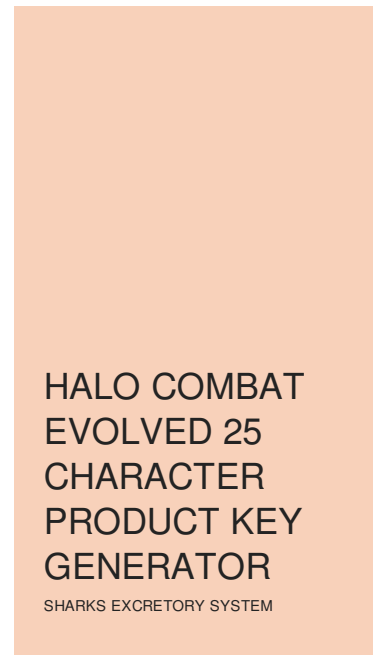 HALO COMBAT
EVOLVED 25
CHARACTER
PRODUCT KEY
GENERATOR
SHARKS EXCRETORY SYSTEM